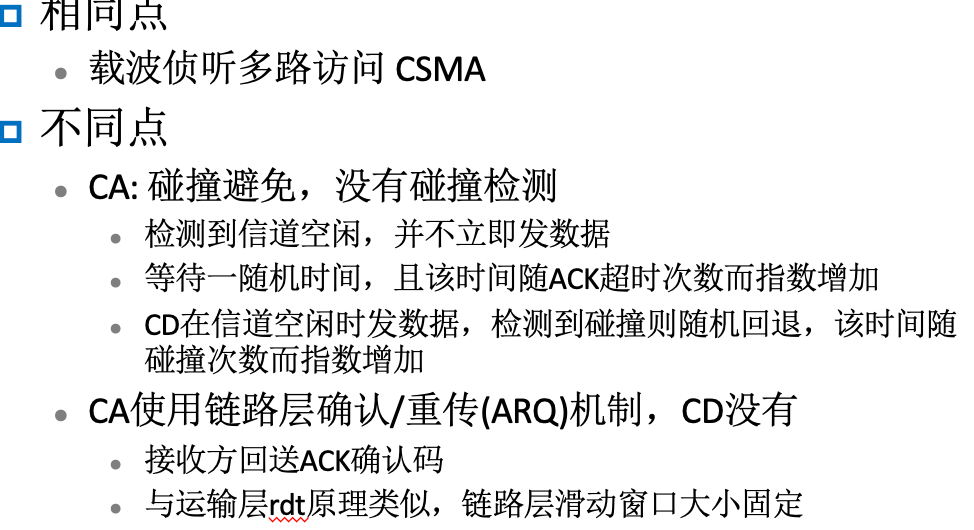 相同点
载波侦听多路访问 CSMA
不同点
CA: 碰撞避免，没有碰撞检测
检测到信道空闲，并不立即发数据
等待一随机时间，且该时间随ACK超时次数而指数增加
CD在信道空闲时发数据，检测到碰撞则随机回退，该时间随
碰撞次数而指数增加
CA使用链路层确认/重传(ARQ)机制，CD没有
接收方回送ACK确认码
与运输层rdt原理类似，链路层滑动窗口大小固定